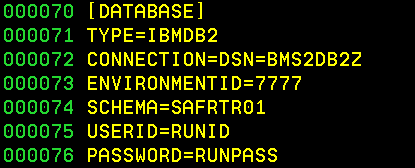 000070 [DATABASE]
000071 TYPE=IBMDB2
000072 CONNECTION=DSN=BMS2DB2Z
000073 ENVIRONMENTID=7777
000074 SCHEMA=SAFRTR01
000075 USERID=RUNID
000076 PASSWORD=RUNPASS